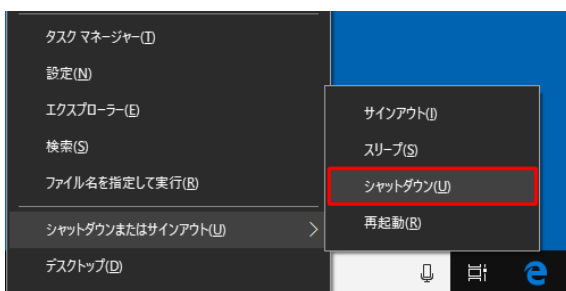 タスク マネージャー(T)
設定(N)
エクスプローラー(E)
検索(S)
ファイル名を指定して実行(R)
シャットダウンまたはサインアウト(U)
デスクトップ(D)
サインアウト(I)
スリープ(S)
シャットダウン(U)
再起動(R)